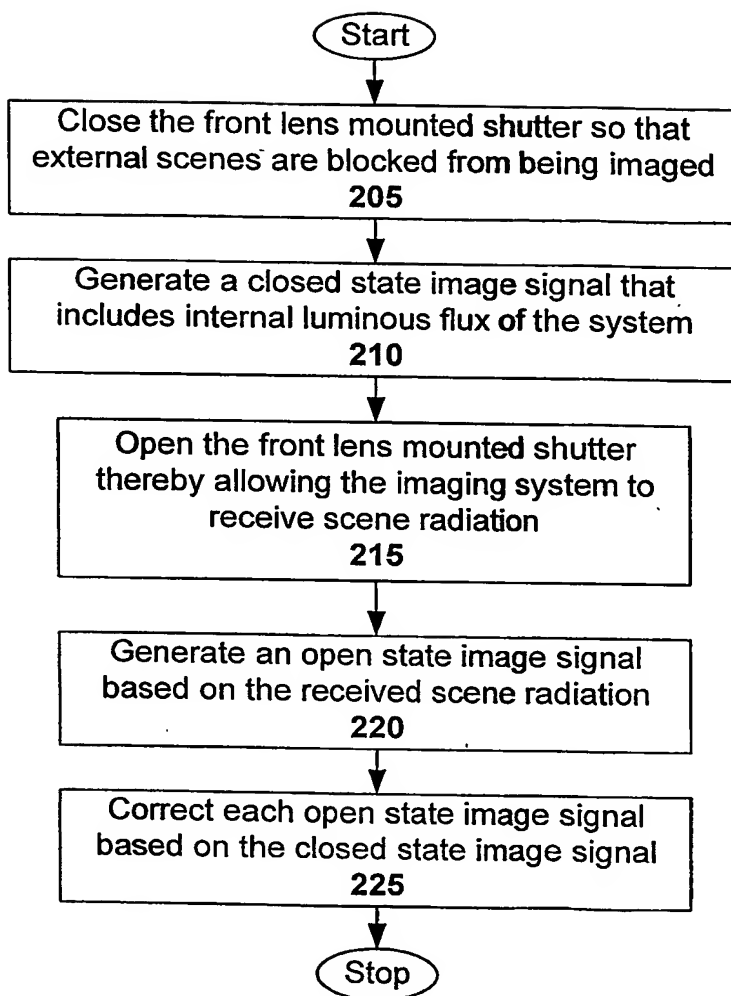 Start
Close the front lens mounted shutter so that
external scenes are blocked from being imaged
205
Generate a closed state image signal that
includes internal luminous flux of the system
210
Open the front lens mounted shutter
thereby allowing the imaging system to
receive scene radiation
215
Generate an open state image signal
based on the received scene radiation
220
Correct each open state image signal
based on the closed state image signal
225
Stop